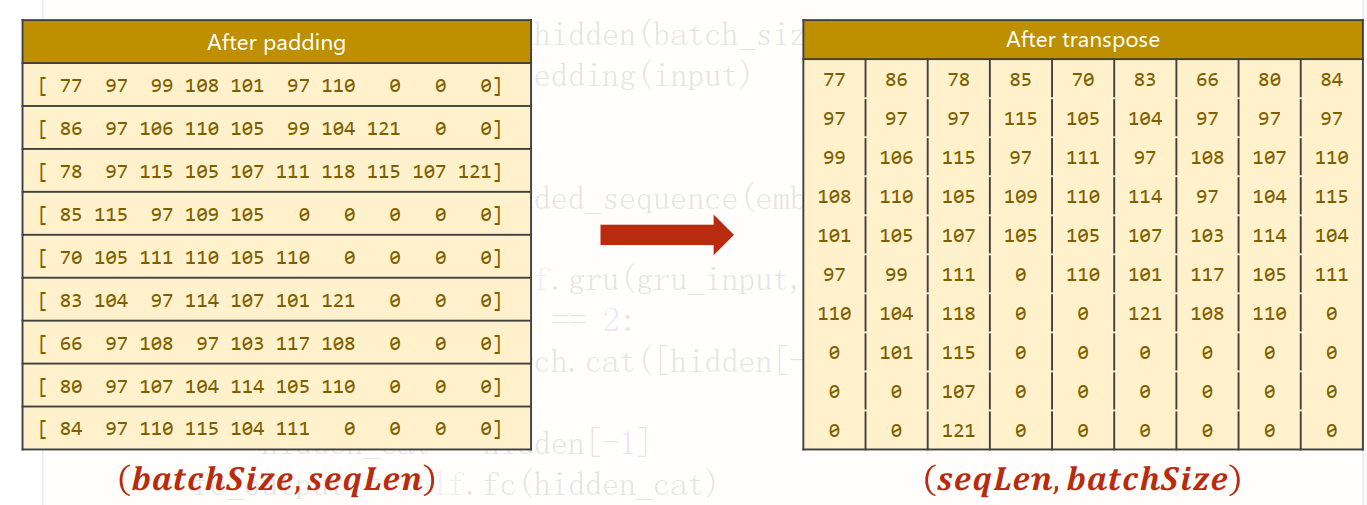 After padding
[ 77 97 99 108 101 97 110 0 0 0]
[ 86 97 106 110 105 99 104 121 0 0]
[ 78 97 115 105 107 111 118 115 107 121]
[ 85 115 97 109 105 0 0 0 0 0]
[ 70 105 111 110 105 110 0 0 0 0]
[ 83 104 97 114 107 101 121 0 0 0]
[ 66 97 108 97 103 117 108 0 0 0]
[ 80 97 107 104 114 105 110 0 0 0]
[ 84 97 110 115 104 111 0 0 0 0]
(batchSize, seqLen)
hidden(batch_siz
edding(input)
ded_sequence(emb
f.gru(gru_input,
== 2:
ch.cat([hidden[-
hidden[-1]
lf.fc(hidden_cat)
After transpose
77 86 78 85 70 83 66 80 84
97 97 97 115 105 104 97 97 97
99 106 115 97 111 97 108 107 110
108 110 105 109 110 114 97 104 115
101 105 107 105 105 107 103 114 104
97 99 111 0 110 101 117 105 111
110 104 118 0 0 121 108 110 0
0 101 115 0 0 0 0 0 0
0 0 107 0 0 0 0 0 0
0 0 121 0 0 0 0 0 0
(seqLen, batchSize)